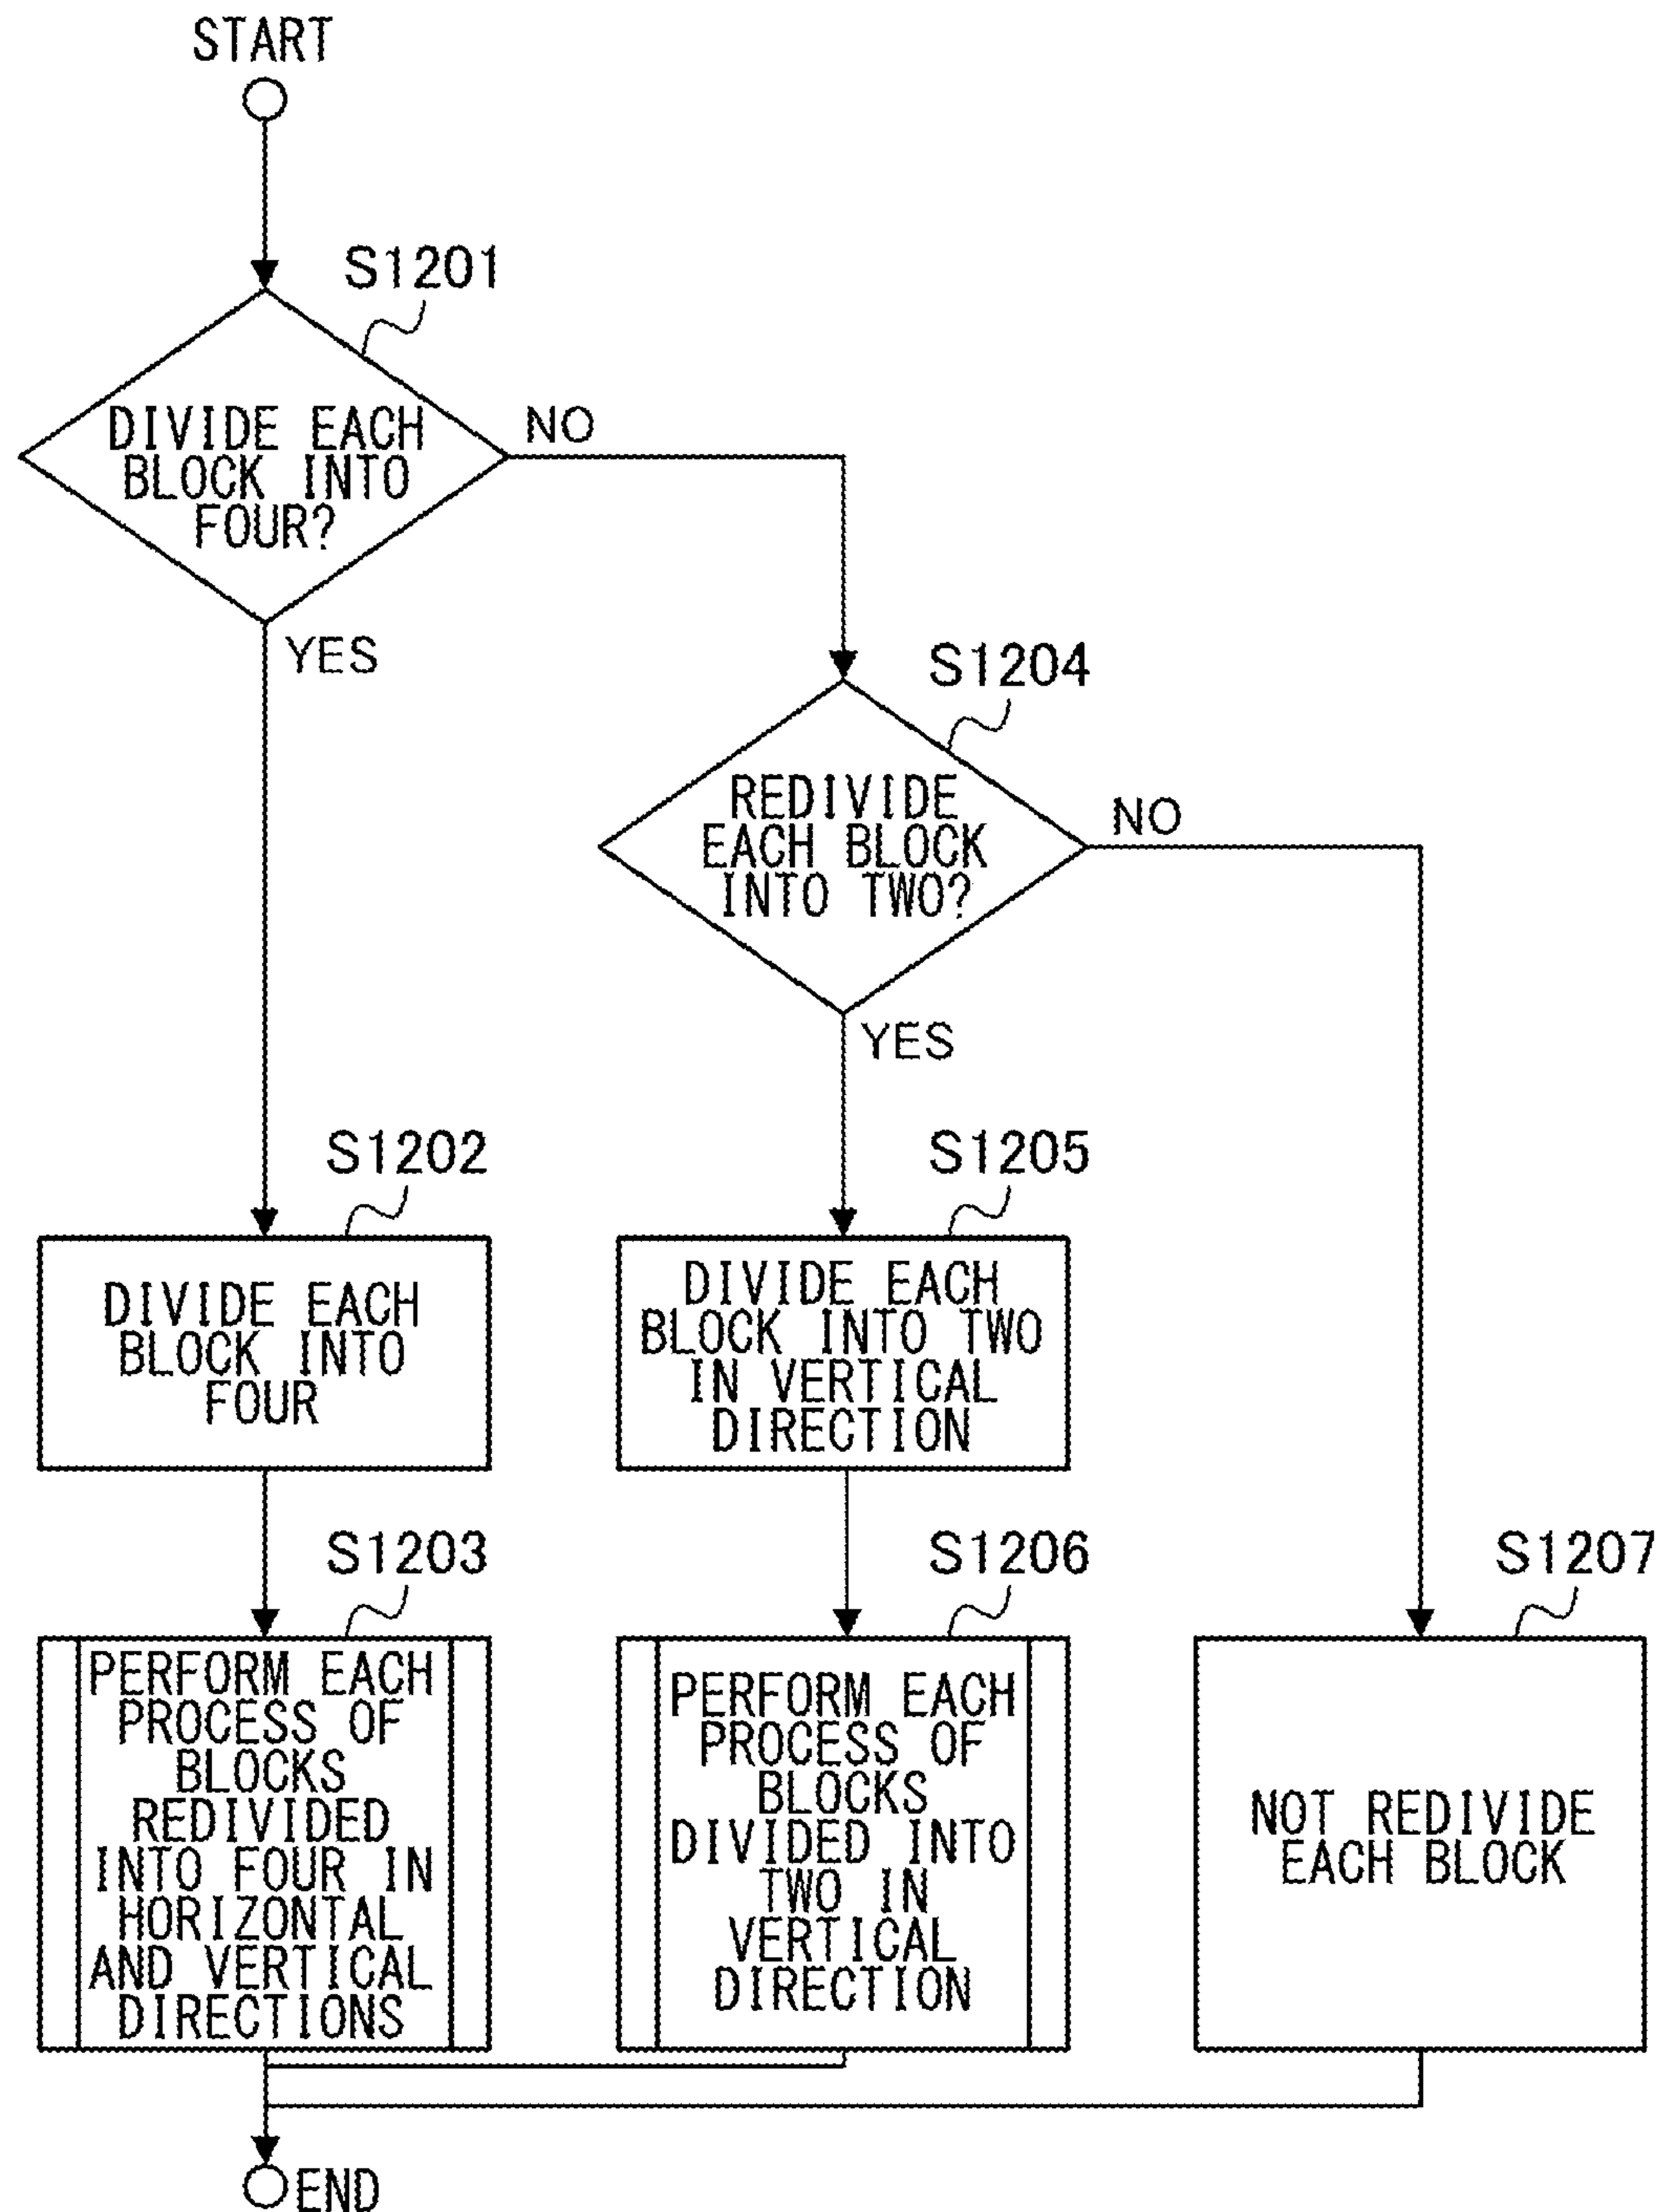 START
S1201
DIVIDE EACH
BLOCK INTO
FOUR?
NO
YES
S1204
REDIVIDE
EACH BLOCK
INTO TWO?
NO
YES
S1202
DIVIDE EACH
BLOCK INTO
FOUR
S1205
DIVIDE EACH
BLOCK INTO TWO
IN VERTICAL
DIRECTION
S1203
PERFORM EACH
PROCESS OF
BLOCKS
REDIVIDED
INTO FOUR IN
HORIZONTAL
AND VERTICAL
DIRECTIONS
S1206
PERFORM EACH
PROCESS OF
BLOCKS
DIVIDED INTO
TWO IN
VERTICAL
DIRECTION
S1207
NOT REDIVIDE
EACH BLOCK
END